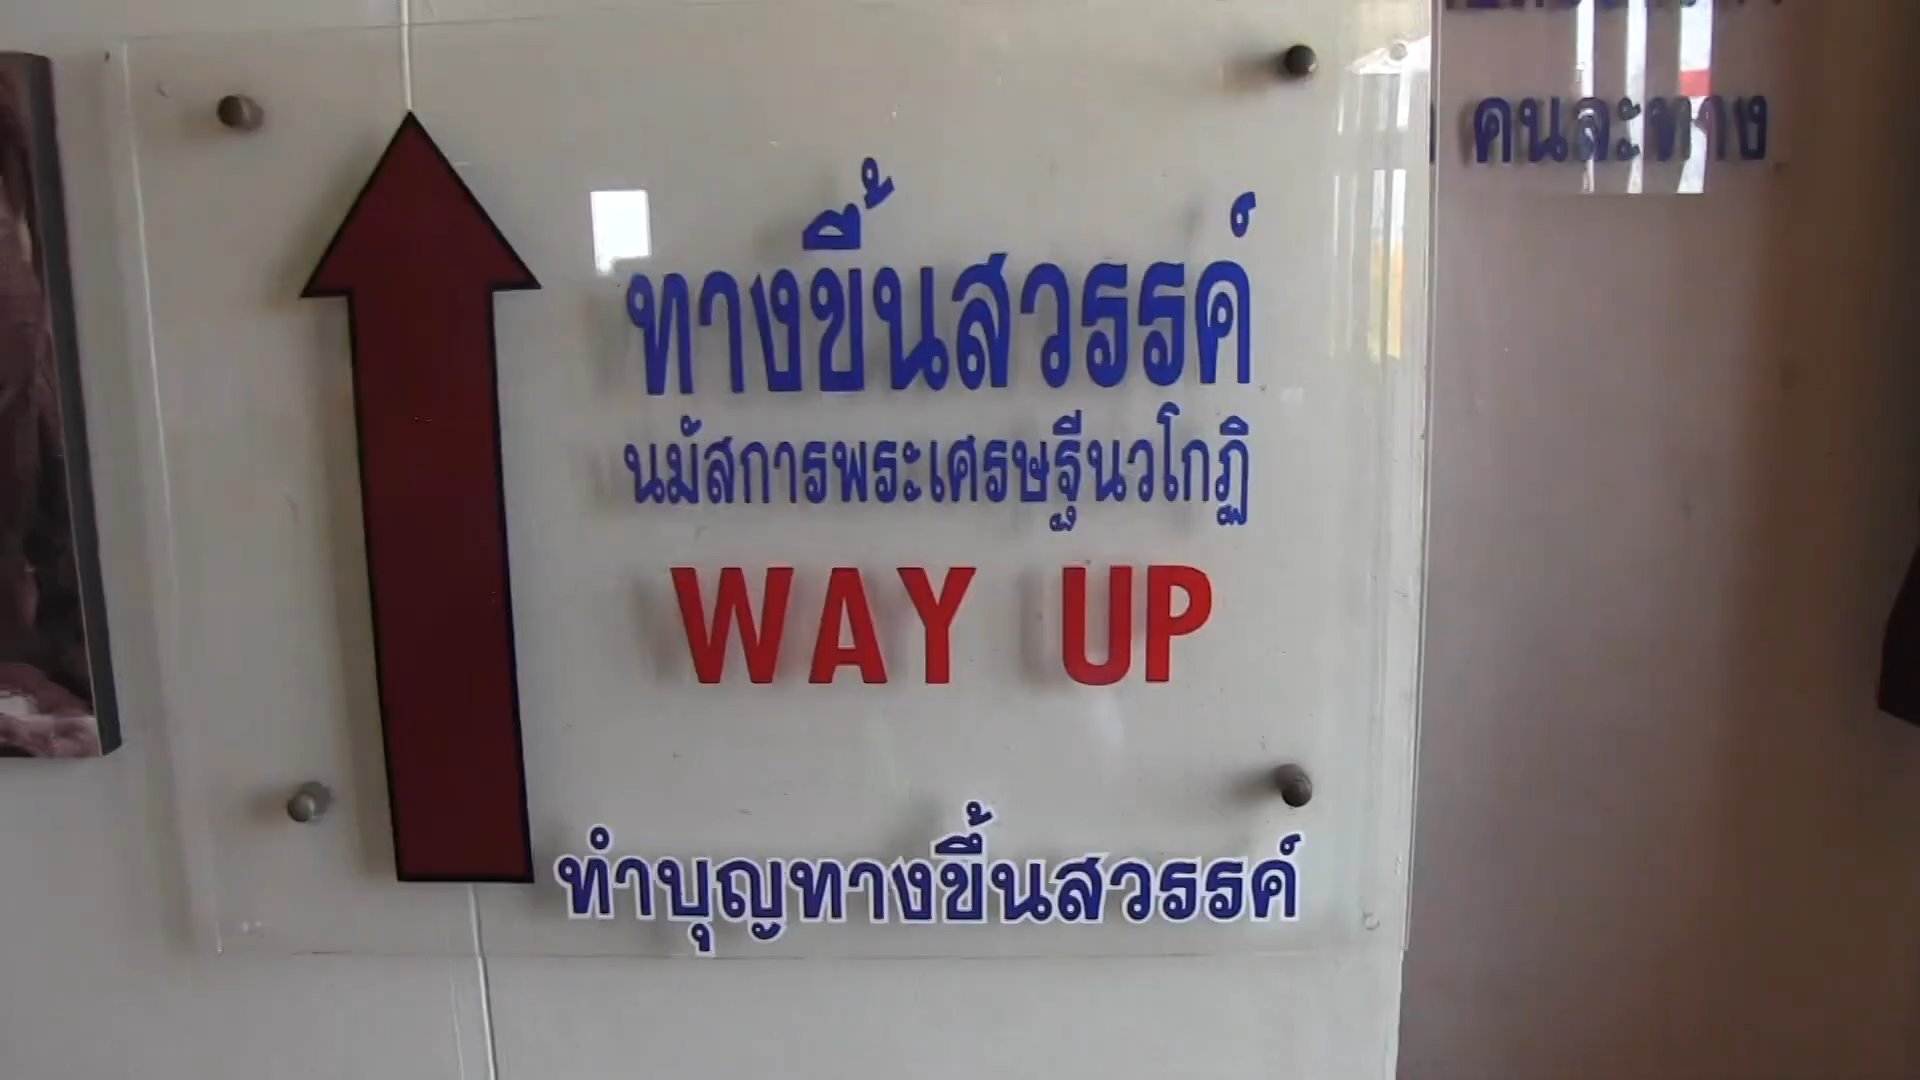 ทางขึ้นสวรรค์
นมัสการพระเศรษฐีนวโกฏิ
WAY UP
ทำบุญทางขึ้นสวรรค์
คนละทาง